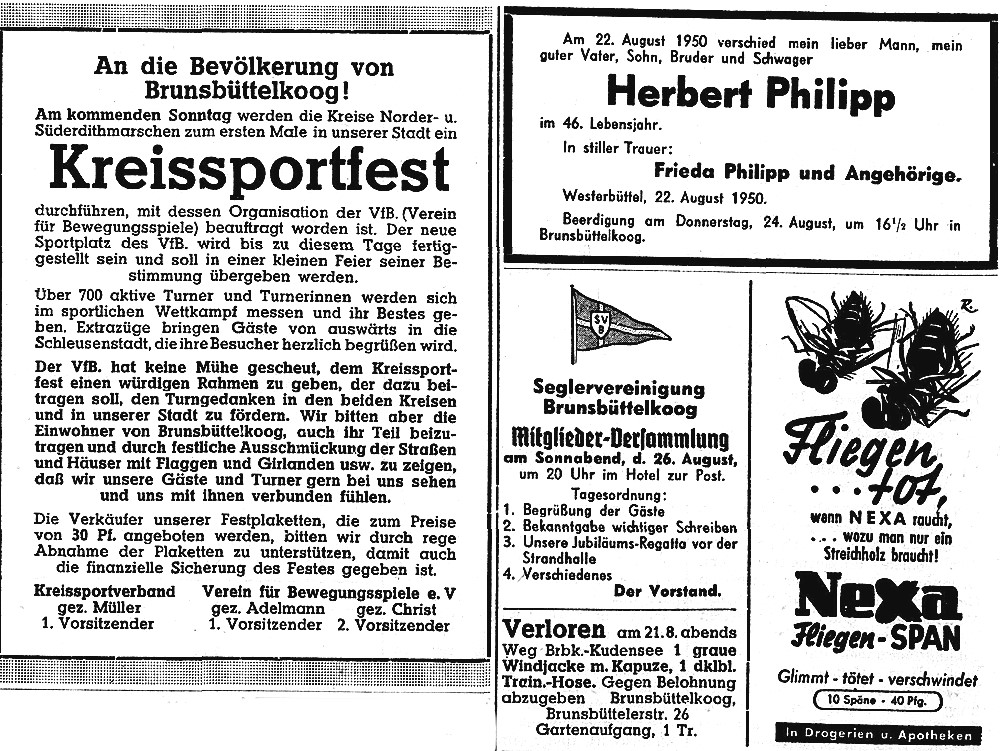 An die Bevölkerung von
Brunsbüttelkoog!
Am kommenden Sonntag werden die Kreise Norder- u.
Süderdithmarschen zum ersten Male in unserer Stadt ein
Kreissportfest
durchführen, mit dessen Organisation der VfB. (Verein
für Bewegungsspiele) beauftragt worden ist. Der neue
Sportplatz des VfB. wird bis zu diesem Tage fertig-
gestellt sein und soll in einer kleinen Feier seiner Be-
stimmung übergeben werden.
Über 700 aktive Turner und Turnerinnen werden sich
im sportlichen Wettkampf messen und ihr Bestes ge-
ben. Extrazüge bringen Gäste von auswärts in die
Schleusenstadt, die ihre Besucher herzlich begrüßen wird.
Der VfB. hat keine Mühe gescheut, dem Kreissport-
fest einen würdigen Rahmen zu geben, der dazu bei-
tragen soll, den Turngedanken in den beiden Kreisen
und in unserer Stadt zu fördern. Wir bitten aber die
Einwohner von Brunsbüttelkoog, auch ihr Teil beizu-
tragen und durch festliche Ausschmückung der Straßen
und Häuser mit Flaggen und Girlanden usw. zu zeigen,
daß wir unsere Gäste und Turner gern bei uns sehen
und uns mit ihnen verbunden fühlen.
Die Verkäufer unserer Festplaketten, die zum Preise
von 30 Pf. angeboten werden, bitten wir durch rege
Abnahme der Plaketten zu unterstützen, damit auch
die finanzielle Sicherung des Festes gegeben ist.
Kreissportverband Verein für Bewegungsspiele e. V
gez. Müller gez. Adelmann gez. Christ
1. Vorsitzender 1. Vorsitzender 2. Vorsitzender
Am 22. August 1950 verschied mein lieber Mann, mein
guter Vater, Sohn, Bruder und Schwager
Herbert Philipp
im 46. Lebensjahr.
In stiller Trauer:
Frieda Philipp und Angehörige.
Westerbüttel, 22. August 1950.
Beerdigung am Donnerstag, 24. August, um 16½ Uhr in
Brunsbüttelkoog.
SV
B
Seglervereinigung
Brunsbüttelkoog
Mitglieder-Versammlung
am Sonnabend, d. 26. August,
um 20 Uhr im Hotel zur Post.
Tagesordnung:
1. Begrüßung der Gäste
2. Bekanntgabe wichtiger Schreiben
3. Unsere Jubiläums-Regatta vor der
Strandhalle
4. Verschiedenes
Der Vorstand.
Verloren am 21.8. abends
Weg Brbk.-Kudensee 1 graue
Windjacke m. Kapuze, 1 dklbl.
Train.-Hose. Gegen Belohnung
abzugeben Brunsbüttelkoog,
Brunsbüttelerstr. 26
Gartenaufgang, 1 Tr.
R.
Fliegen
... tot,
wenn NEXA raucht,
... wozu man nur ein
Streichholz braucht!
Nexa
Fliegen-SPAN
Glimmt - tötet - verschwindet
10 Späne - 40 Pfg.
In Drogerien u. Apotheken